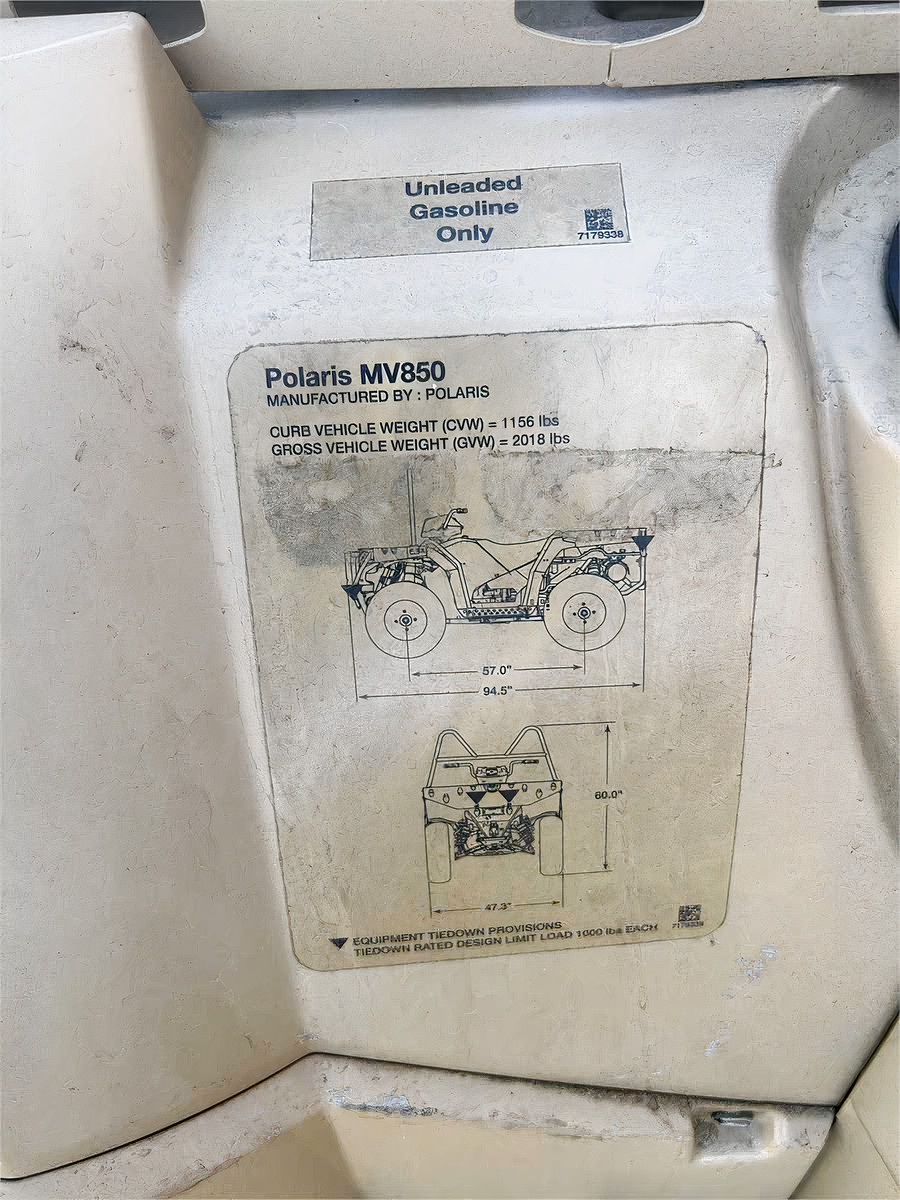 Unleaded
Gasoline
Only
7179338
Polaris MV850
MANUFACTURED BY : POLARIS
CURB VEHICLE WEIGHT (CVW) = 1156 lbs
GROSS VEHICLE WEIGHT (GVW) = 2018 lbs
57.0"
94.5"
60.0"
47.3"
EQUIPMENT TIEDOWN PROVISIONS
TIEDOWN RATED DESIGN LIMIT LOAD 1000 lbs EACH
7179339